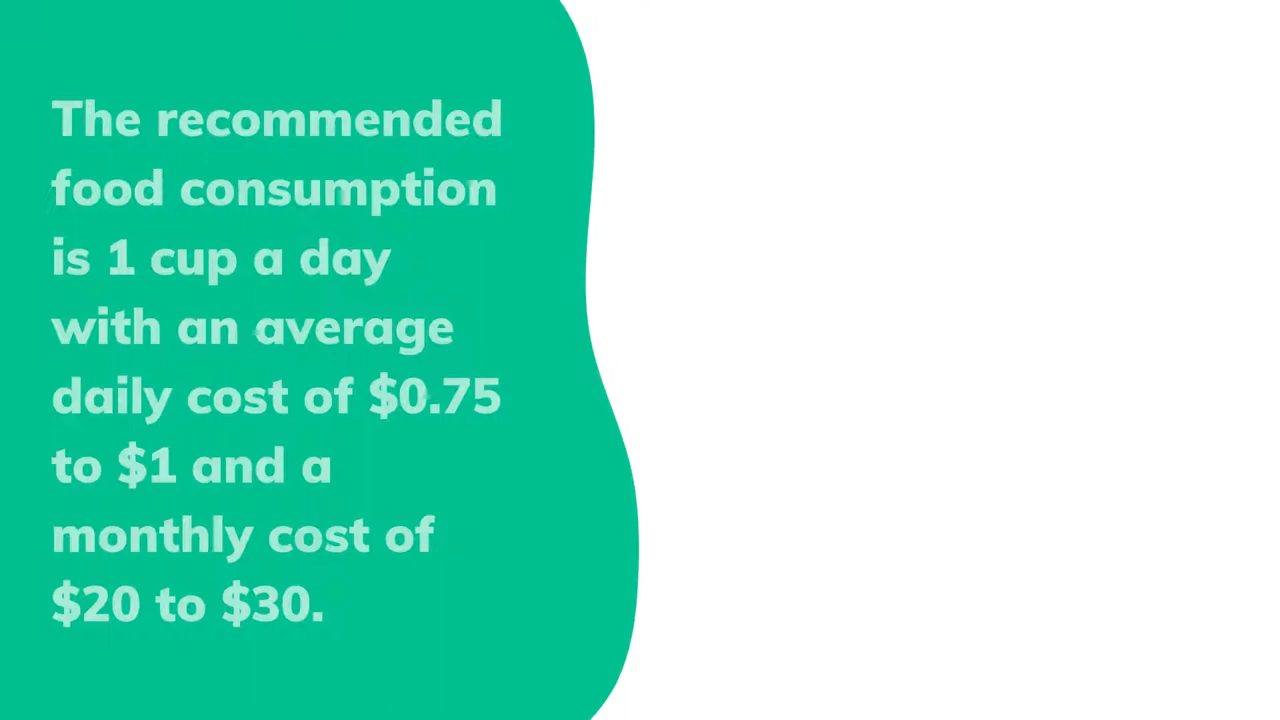 The recommended
food consumption
is 1 cup a day
with an average
daily cost of $0.75
to $1 and a
monthly cost of
$20 to $30.